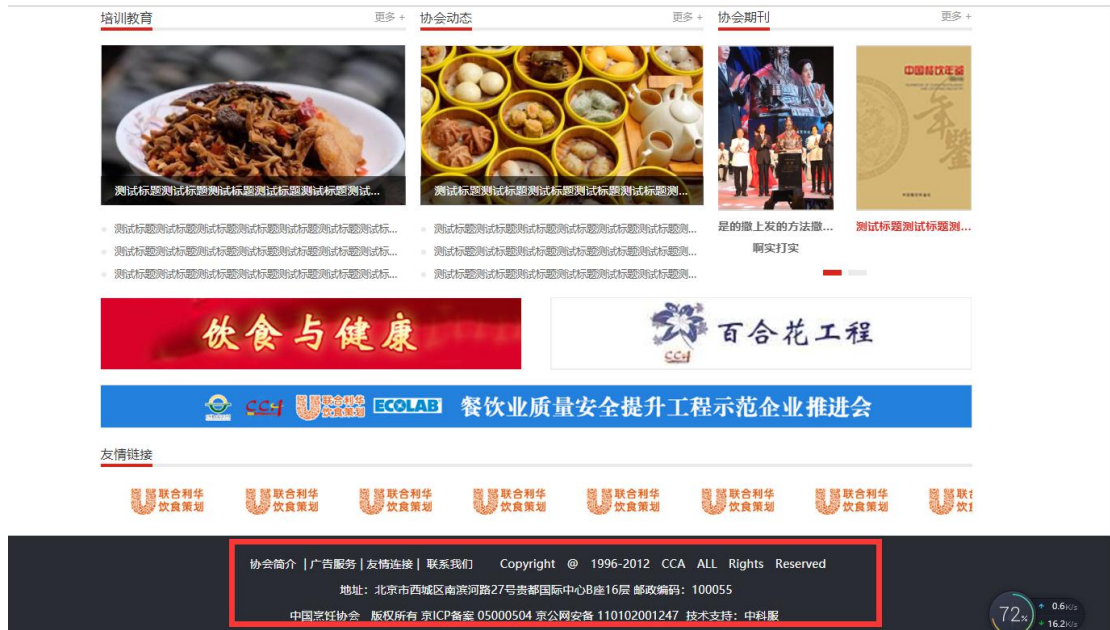 培训教育
更多 +
协会动态
更多 +
协会期刊
更多 +
测试标题测试标题测试标题测试标题测试标题测试...
测试标题测试标题测试标题测试标题测试标题测...
测试标题测试标题测试标题测试标题测试标题测试标...
测试标题测试标题测试标题测试标题测试标题测试标...
测试标题测试标题测试标题测试标题测试标题测试标...
测试标题测试标题测试标题测试标题测试标题测...
测试标题测试标题测试标题测试标题测试标题测...
测试标题测试标题测试标题测试标题测试标题测...
中国餐饮年鉴
年鉴
是的撒上发的方法撒...
啊实打实
测试标题测试标题测...
饮食与健康
CCA
百合花工程
CCA
联合利华
饮食策划
ECOLAB
餐饮业质量安全提升工程示范企业推进会
友情链接
联合利华
饮食策划
联合利华
饮食策划
联合利华
饮食策划
联合利华
饮食策划
联合利华
饮食策划
联合利华
饮食策划
联合利华
饮食策划
联
饮食
协会简介 | 广告服务 | 友情连接 | 联系我们 Copyright @ 1996-2012 CCA ALL Rights Reserved
地址：北京市西城区南滨河路27号贵都国际中心B座16层 邮政编码：100055
中国烹饪协会 版权所有 京ICP备案 05000504 京公网安备 110102001247 技术支持：中科服
72%
0.6K/s
16.2K/s